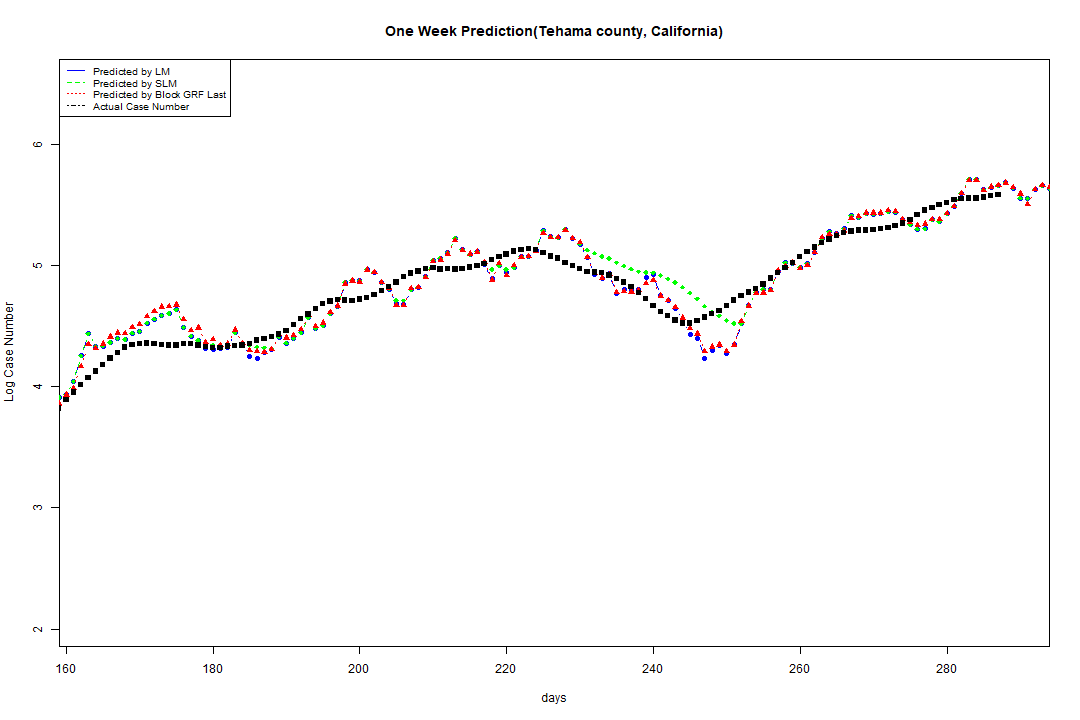 One Week Prediction(Tehama county, California)
Predicted by LM
Predicted by SLM
Predicted by Block GRF Last
Actual Case Number
6
5
4
3
2
Log Case Number
160 180 200 220 240 260 280
days